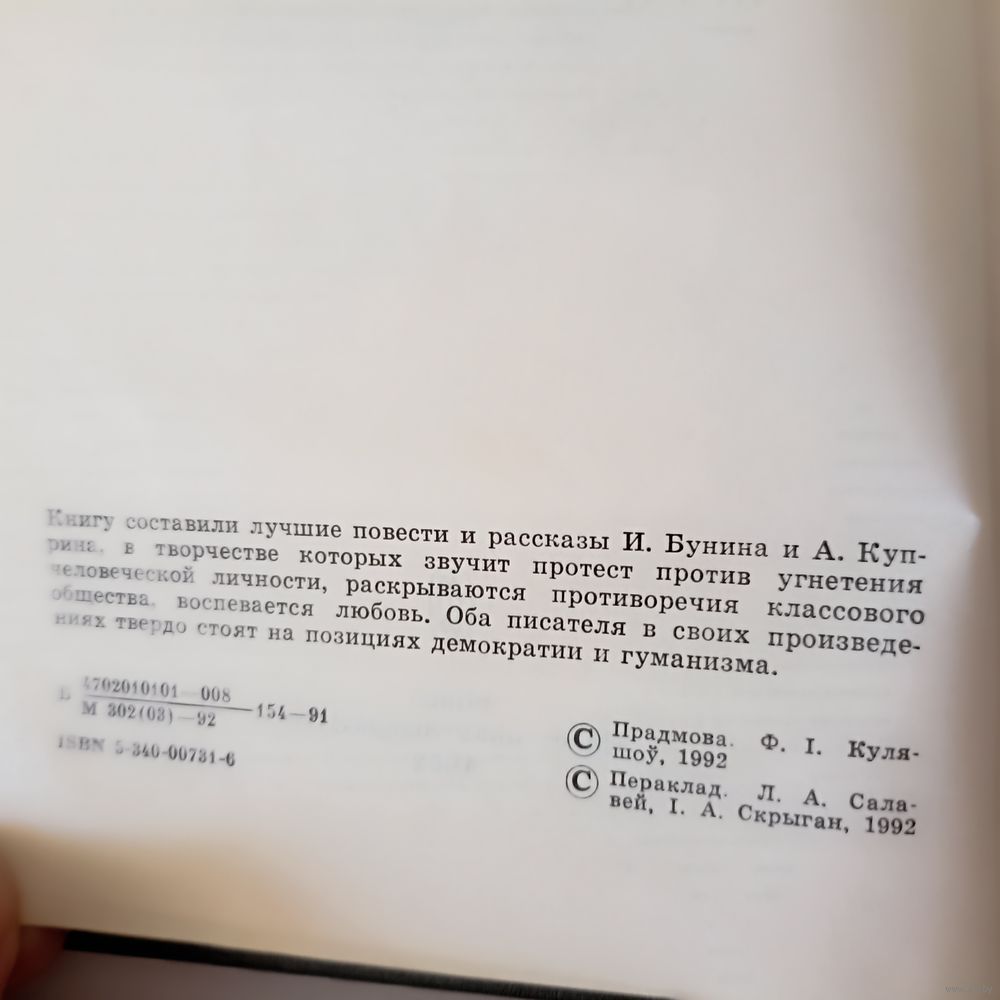 Книгу составили лучшие повести и рассказы И. Бунина и А. Куп-
рина, в творчестве которых звучит протест против угнетения
человеческой личности, раскрываются противоречия классового
общества, воспевается любовь. Оба писателя в своих произведе-
ниях твердо стоят на позициях демократии и гуманизма.
Б 4702010101—008
М 302(03)—92 —154—91
ISBN 5-340-00731-6
© Прадмова. Ф. І. Куля-
шоў, 1992
© Пераклад. Л. А. Сала-
вей, І. А. Скрыган, 1992